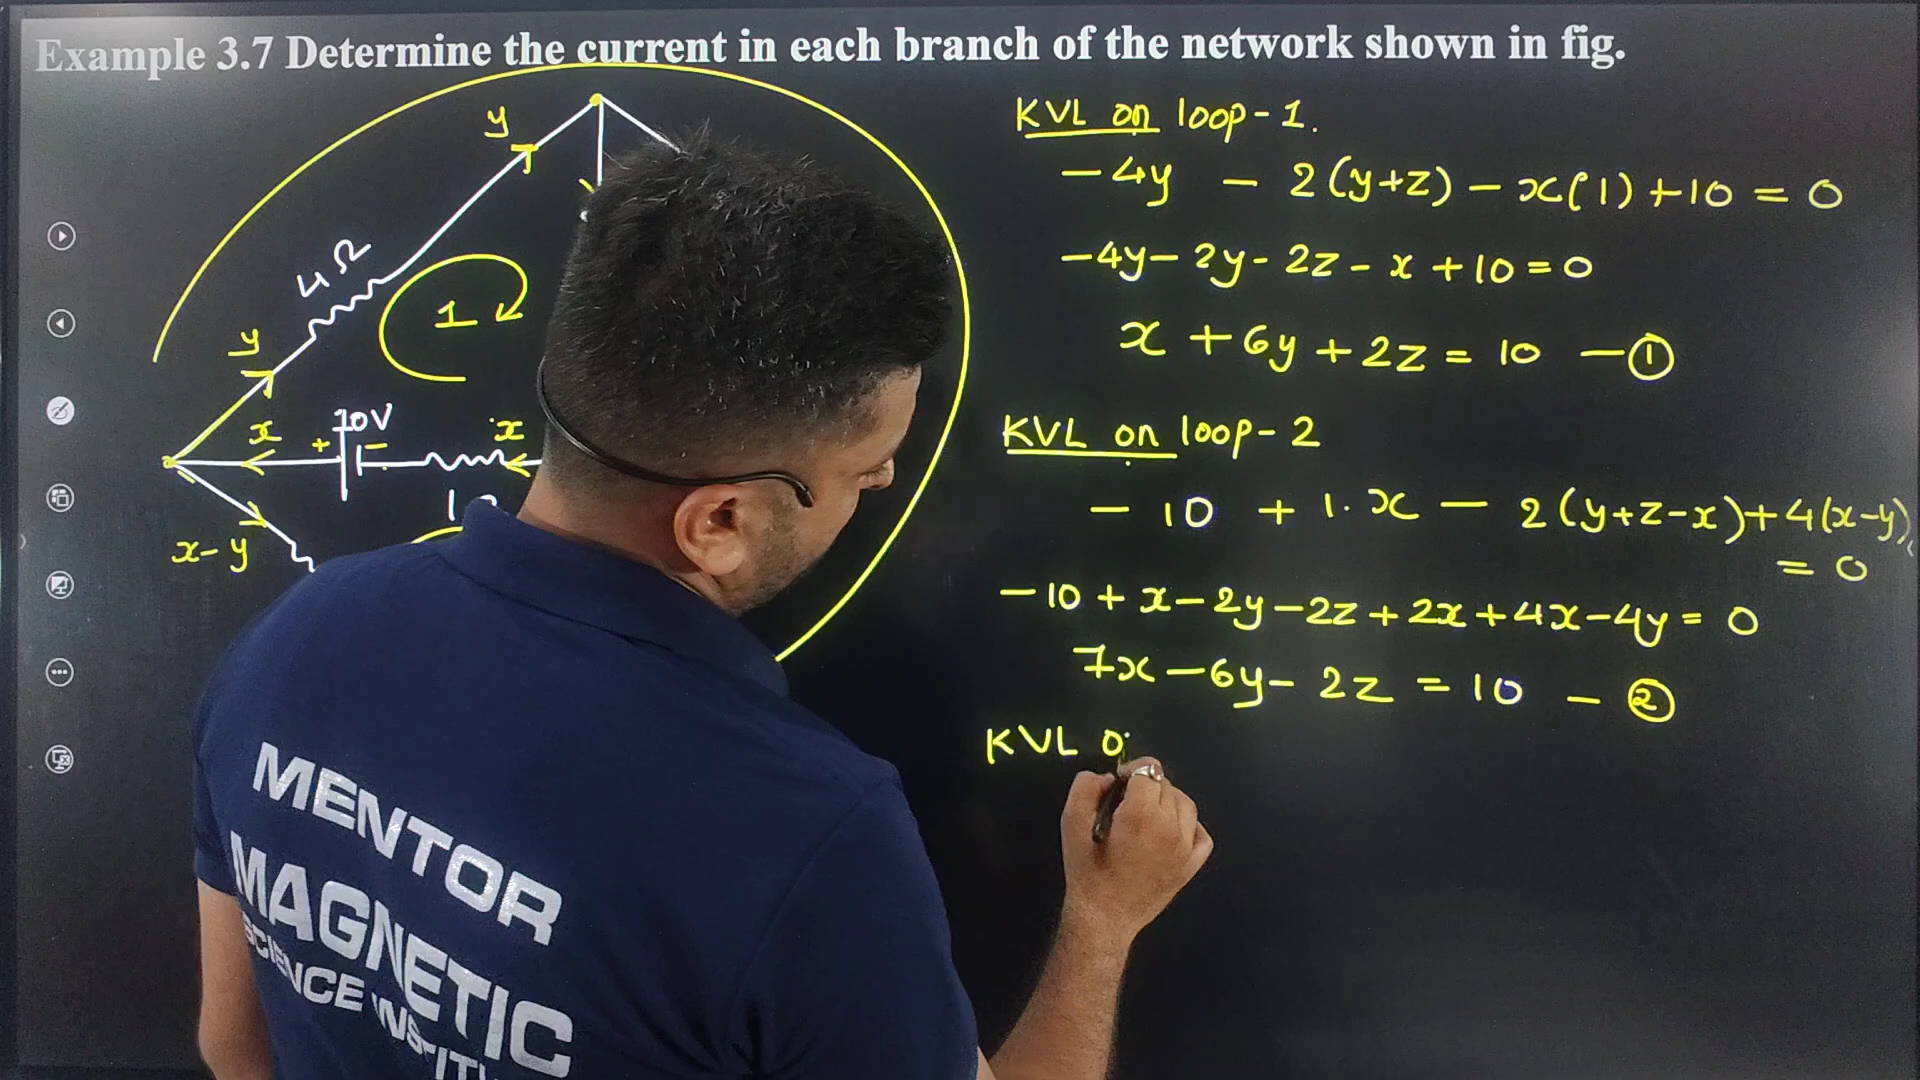 Example 3.7 Determine the current in each branch of the network shown in fig.
y
4Ω
1
y
x
+
10V
-
x
x-y
KVL on loop-1.
-4y - 2(y+z) - x(1) +10 = 0
-4y-2y-2z-x+10=0
x+6y+2z=10 -①
KVL on loop-2
-10 + 1.x - 2(y+z-x)+4(x-y)
= 0
-10+x-2y-2z+2x+4x-4y=0
7x-6y-2z=10 -②
KVL
MENTOR
MAGNETIC